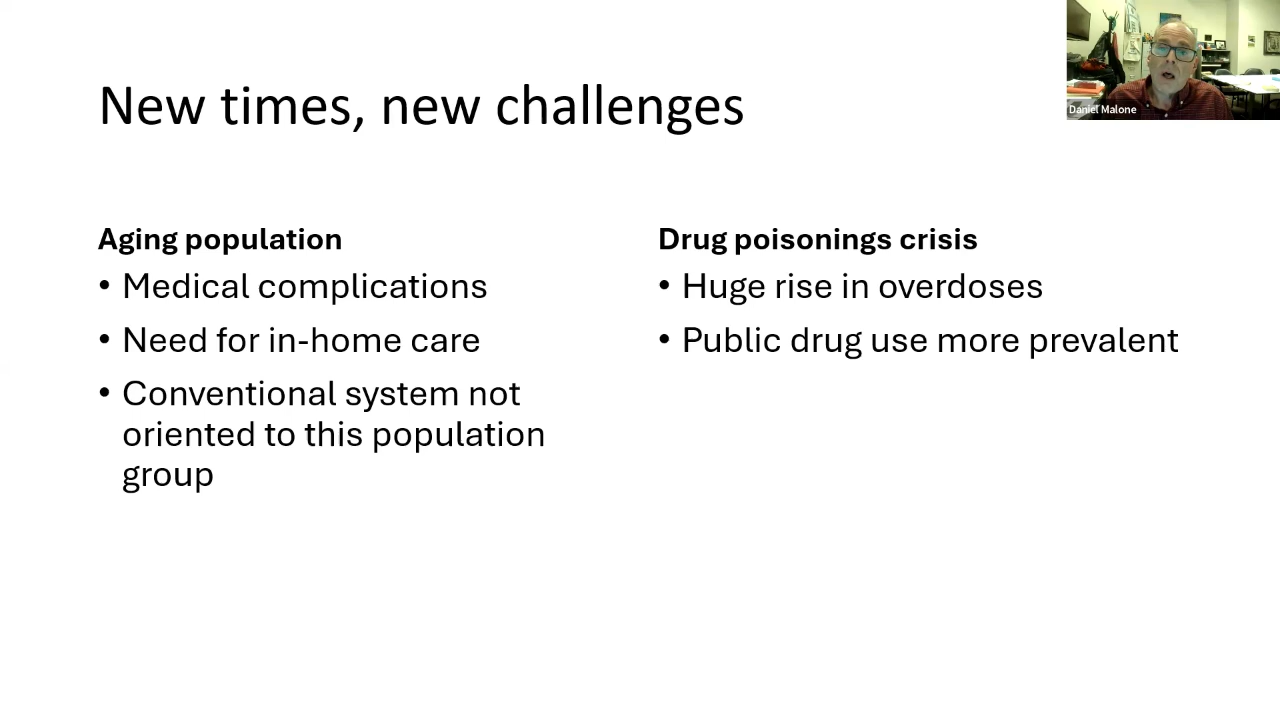 New times, new challenges
Daniel Malone
Aging population
• Medical complications
• Need for in-home care
• Conventional system not
oriented to this population
group
Drug poisonings crisis
• Huge rise in overdoses
• Public drug use more prevalent